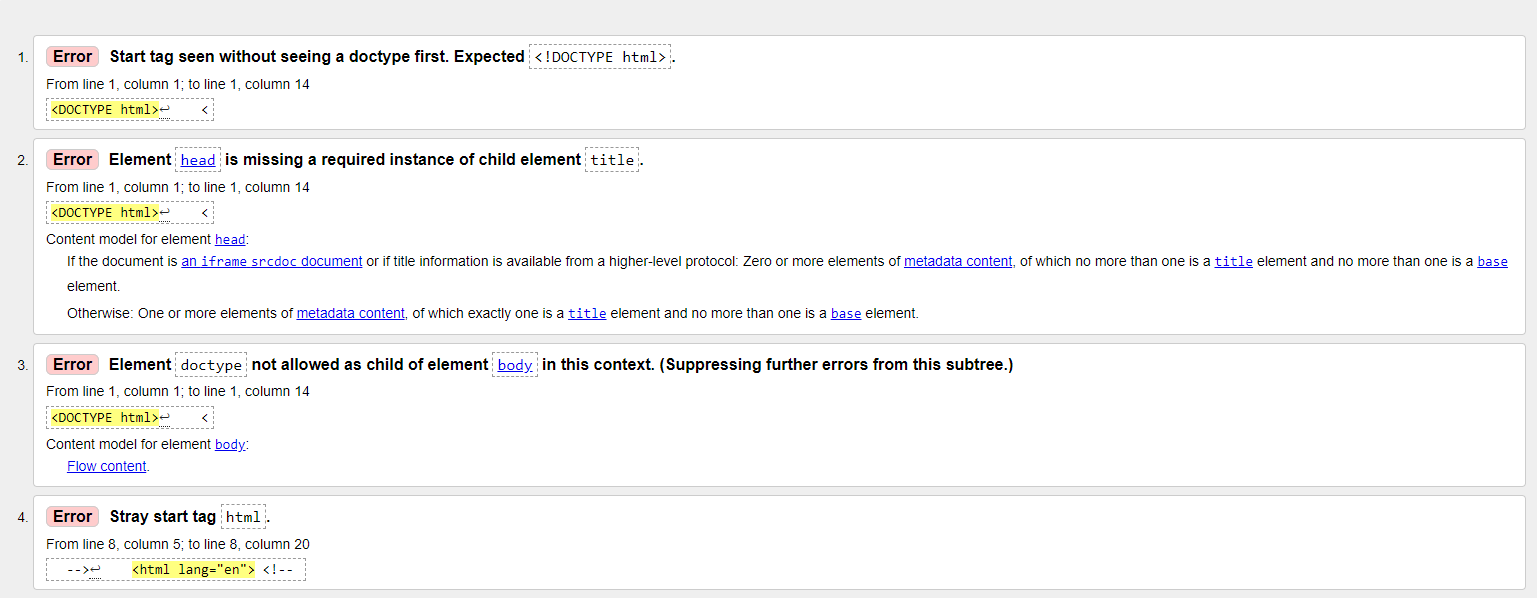 1. Error Start tag seen without seeing a doctype first. Expected <!DOCTYPE html>.
From line 1, column 1; to line 1, column 14
<DOCTYPE html>↩ <
2. Error Element head is missing a required instance of child element title.
From line 1, column 1; to line 1, column 14
<DOCTYPE html>↩ <
Content model for element head:
If the document is an iframe srcdoc document or if title information is available from a higher-level protocol: Zero or more elements of metadata content, of which no more than one is a title element and no more than one is a base
element.
Otherwise: One or more elements of metadata content, of which exactly one is a title element and no more than one is a base element.
3. Error Element doctype not allowed as child of element body in this context. (Suppressing further errors from this subtree.)
From line 1, column 1; to line 1, column 14
<DOCTYPE html>↩ <
Content model for element body:
Flow content.
4. Error Stray start tag html.
From line 8, column 5; to line 8, column 20
-->↩ <html lang="en"> <!--